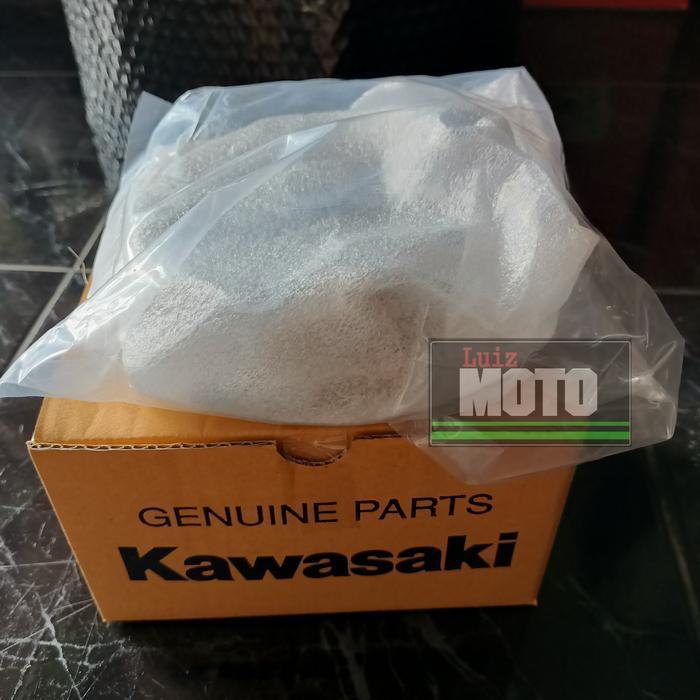 Luiz
MOTO
GENUINE PARTS
Kawasaki